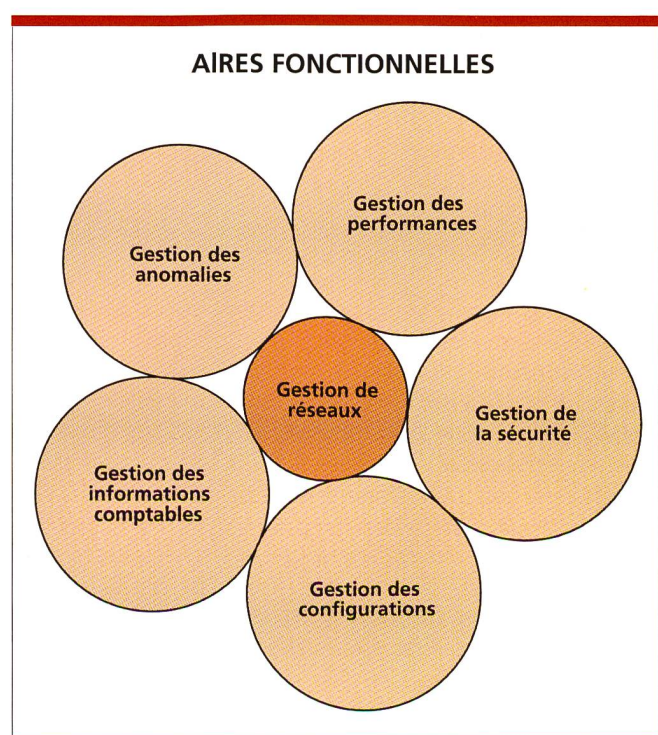 AIRES FONCTIONNELLES
Gestion des
performances
Gestion des
anomalies
Gestion de
réseaux
Gestion de
la sécurité
Gestion des
informations
comptables
Gestion des
configurations